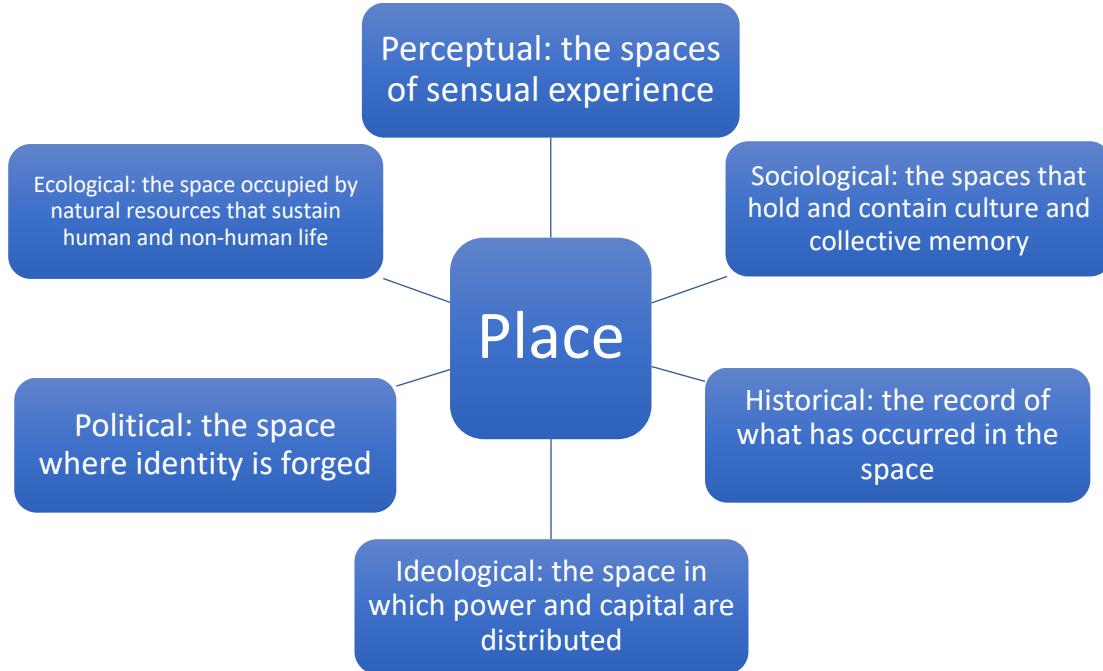 Perceptual: the spaces
of sensual experience
Sociological: the spaces that
hold and contain culture and
collective memory
Historical: the record of
what has occurred in the
space
Ideological: the space in
which power and capital are
distributed
Political: the space
where identity is forged
Ecological: the space occupied by
natural resources that sustain
human and non-human life
Place